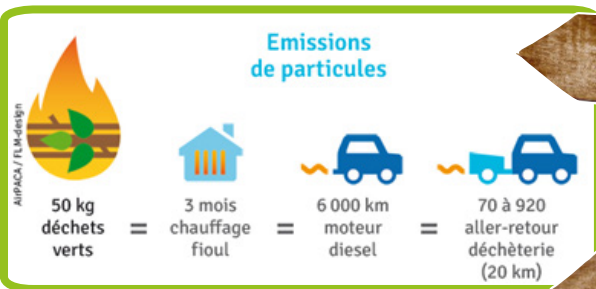 Emissions
de particules
AirPACA / FLM-design
50 kg
déchets
verts
=
3 mois
chauffage
fioul
=
6 000 km
moteur
diesel
=
70 à 920
aller-retour
déchèterie
(20 km)